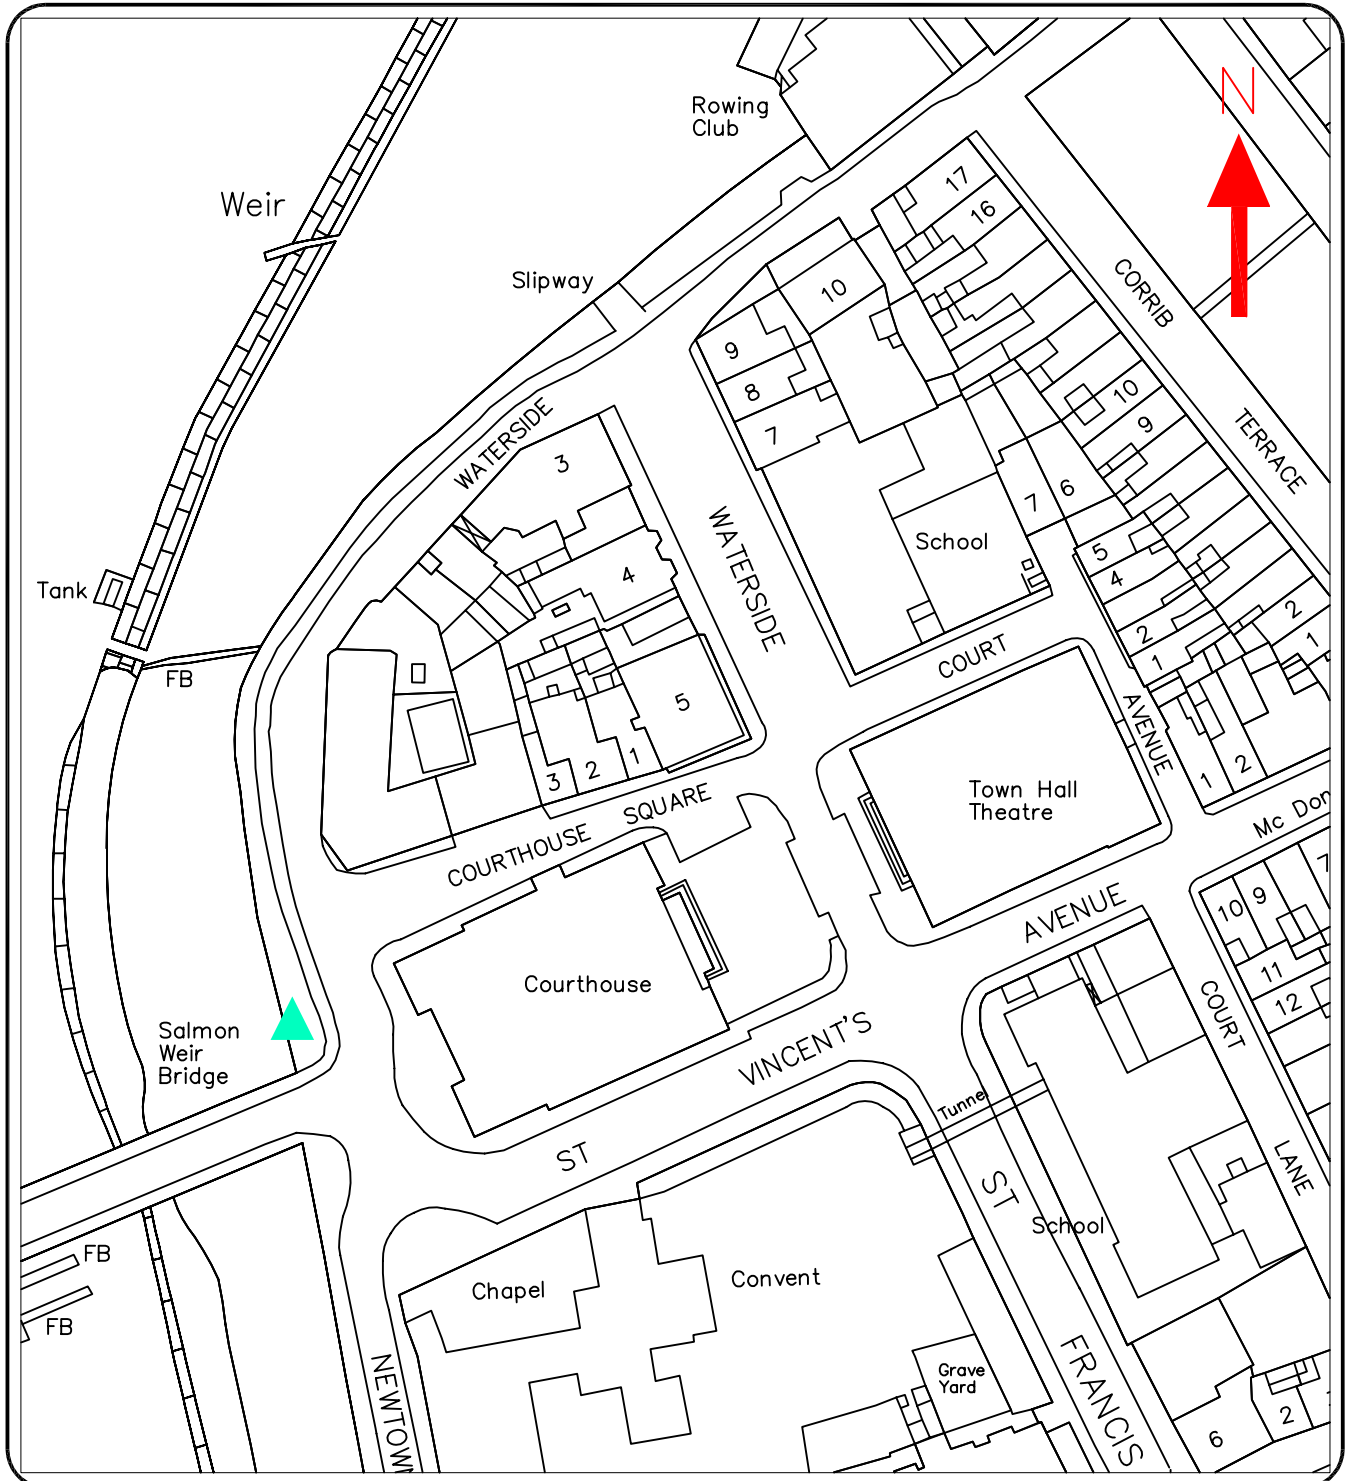 N
Rowing
Club
17
16
Weir
CORRIB
Slipway
10
9
8
10
WATERSIDE
7
9
TERRACE
3
6
7
WATERSIDE
School
5
4
4
Tank
2
2
1
1
COURT
FB
5
AVENUE
1
2
3
2
1
Town Hall
Theatre
SQUARE
Mc Don
COURTHOUSE
7
9
10
AVENUE
11
Courthouse
12
COURT
Salmon
Weir
Bridge
VINCENT'S
Tunnel
ST
LANE
ST
School
FB
Convent
Chapel
FB
NEWTOWN
FRANCIS
Grave
Yard
2
6